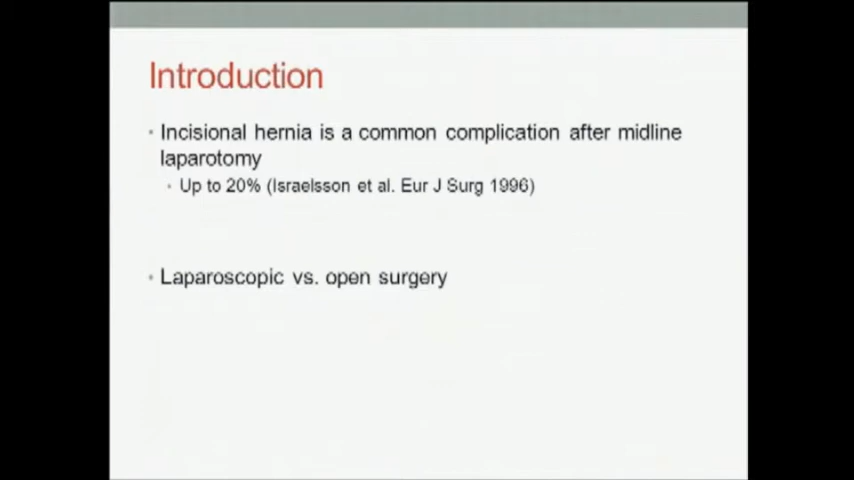 Introduction
• Incisional hernia is a common complication after midline
laparotomy
• Up to 20% (Israelsson et al. Eur J Surg 1996)
• Laparoscopic vs. open surgery